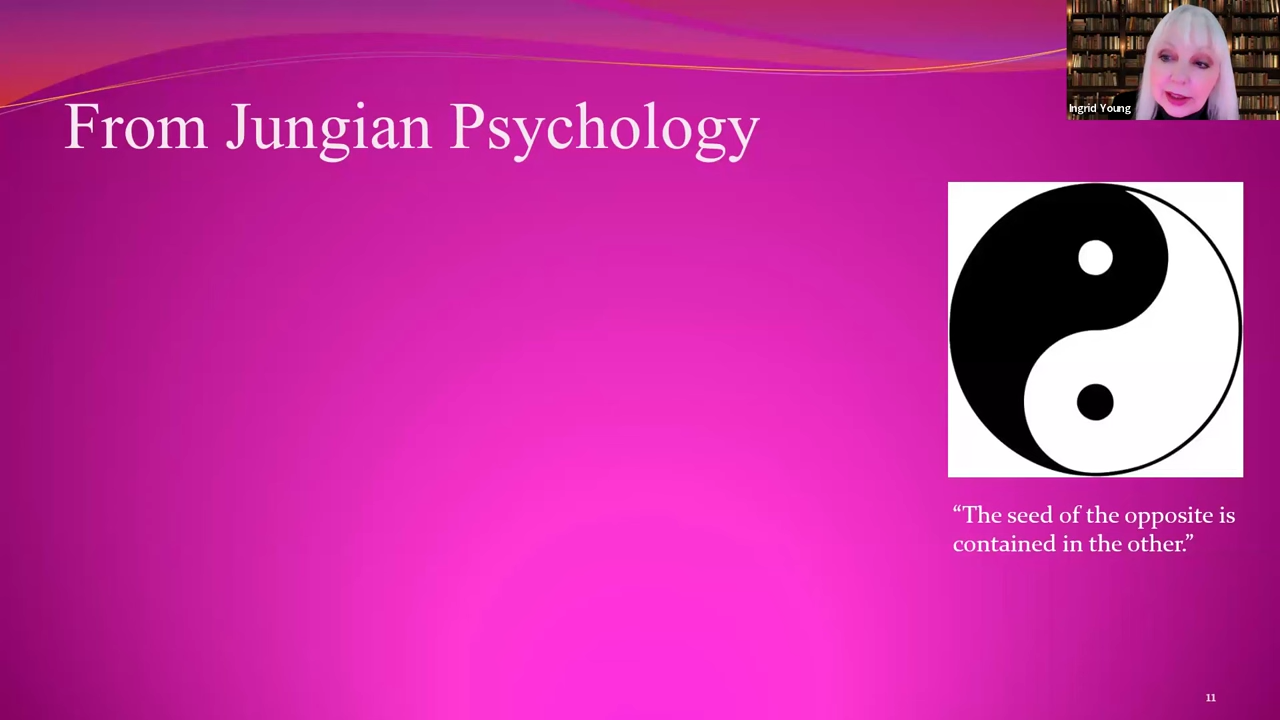 Ingrid Young
From Jungian Psychology
“The seed of the opposite is
contained in the other.”
11